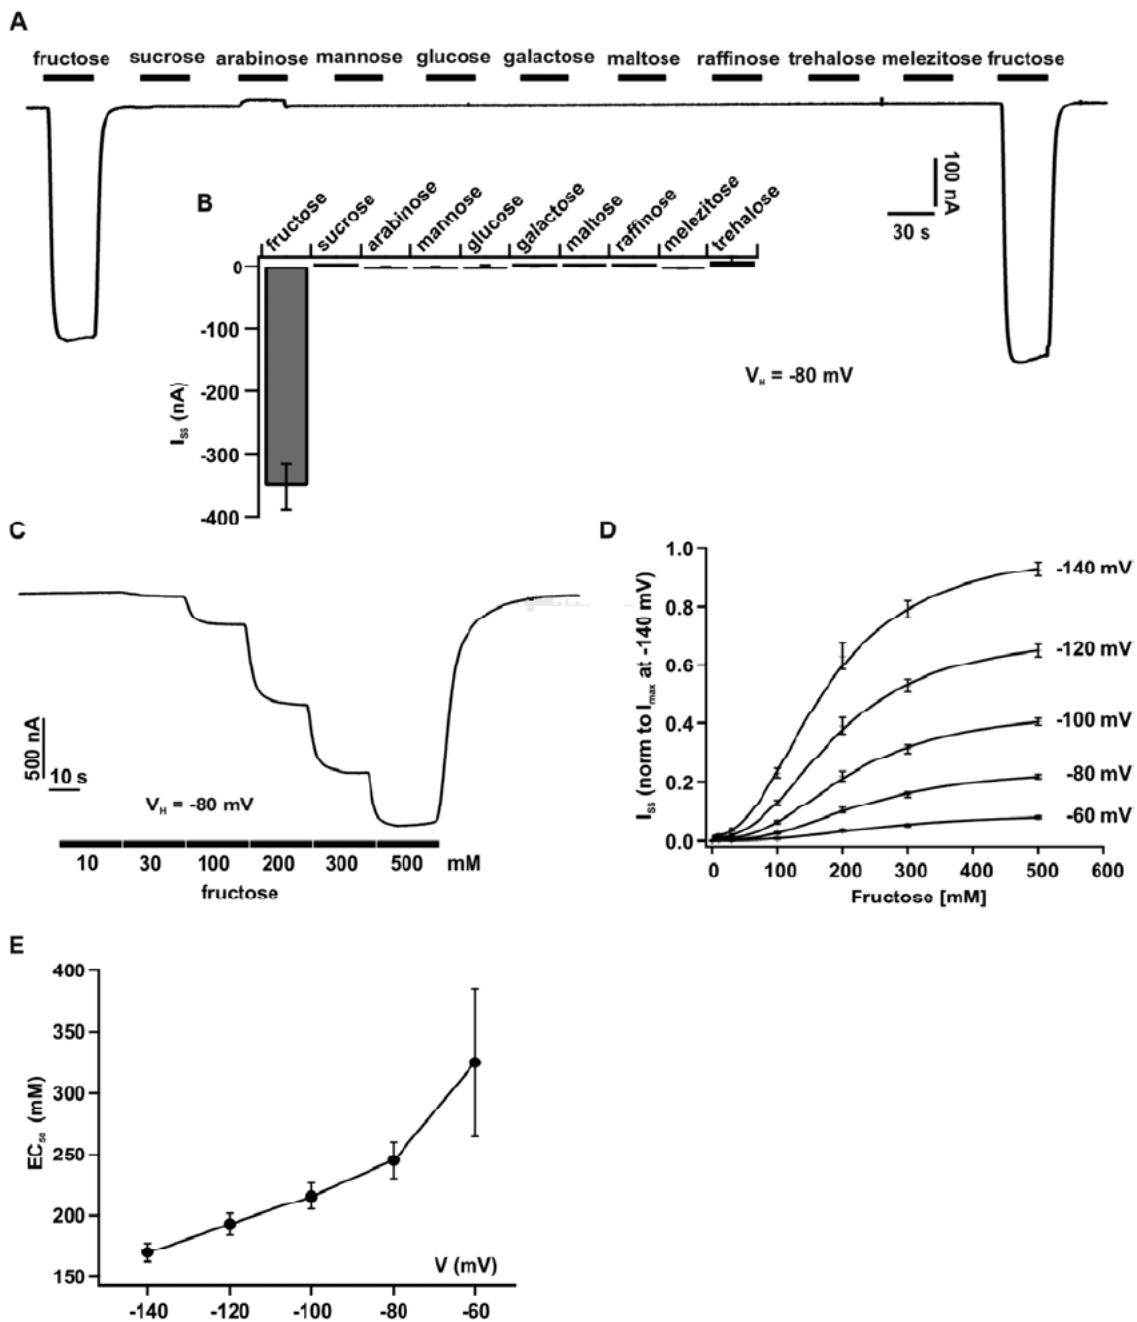 A
fructose sucrose arabinose mannose glucose galactose maltose raffinose trehalose melezitose fructose
100 nA
30 s
B
fructose sucrose arabinose mannose glucose galactose maltose raffinose melezitose trehalose
0
-100
-200
-300
-400
Iss (nA)
VH = -80 mV
C
500 nA
10 s
VH = -80 mV
10 30 100 200 300 500 mM
fructose
D
1.0
0.8
0.6
0.4
0.2
0.0
Iss (norm to Imax at -140 mV)
-140 mV
-120 mV
-100 mV
-80 mV
-60 mV
0 100 200 300 400 500 600
Fructose [mM]
E
400
350
300
250
200
150
EC50 (mM)
V (mV)
-140 -120 -100 -80 -60